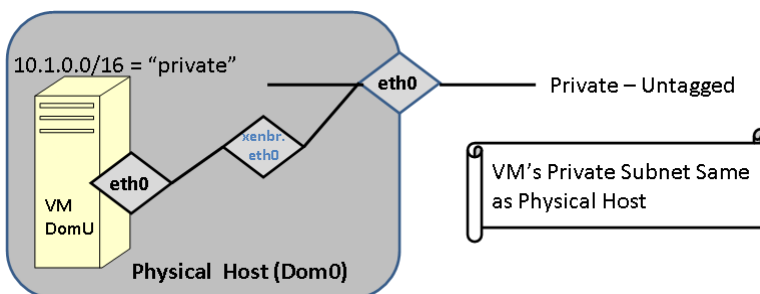 10.1.0.0/16 = “private”
eth0
Private – Untagged
xenbr.
eth0
eth0
VM
DomU
VM’s Private Subnet Same
as Physical Host
Physical Host (Dom0)